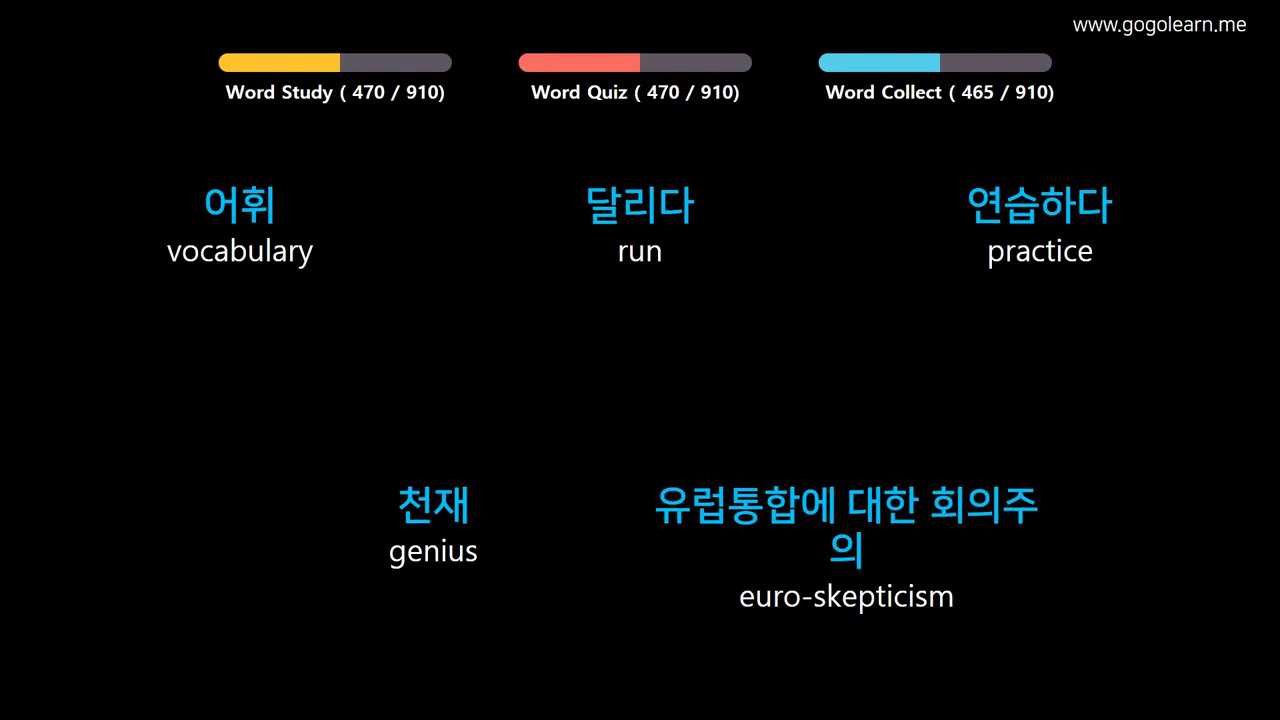 www.gogolearn.me
Word Study ( 470 / 910)
Word Quiz ( 470 / 910)
Word Collect ( 465 / 910)
어휘
vocabulary
달리다
run
연습하다
practice
천재
genius
유럽통합에 대한 회의주
의
euro-skepticism